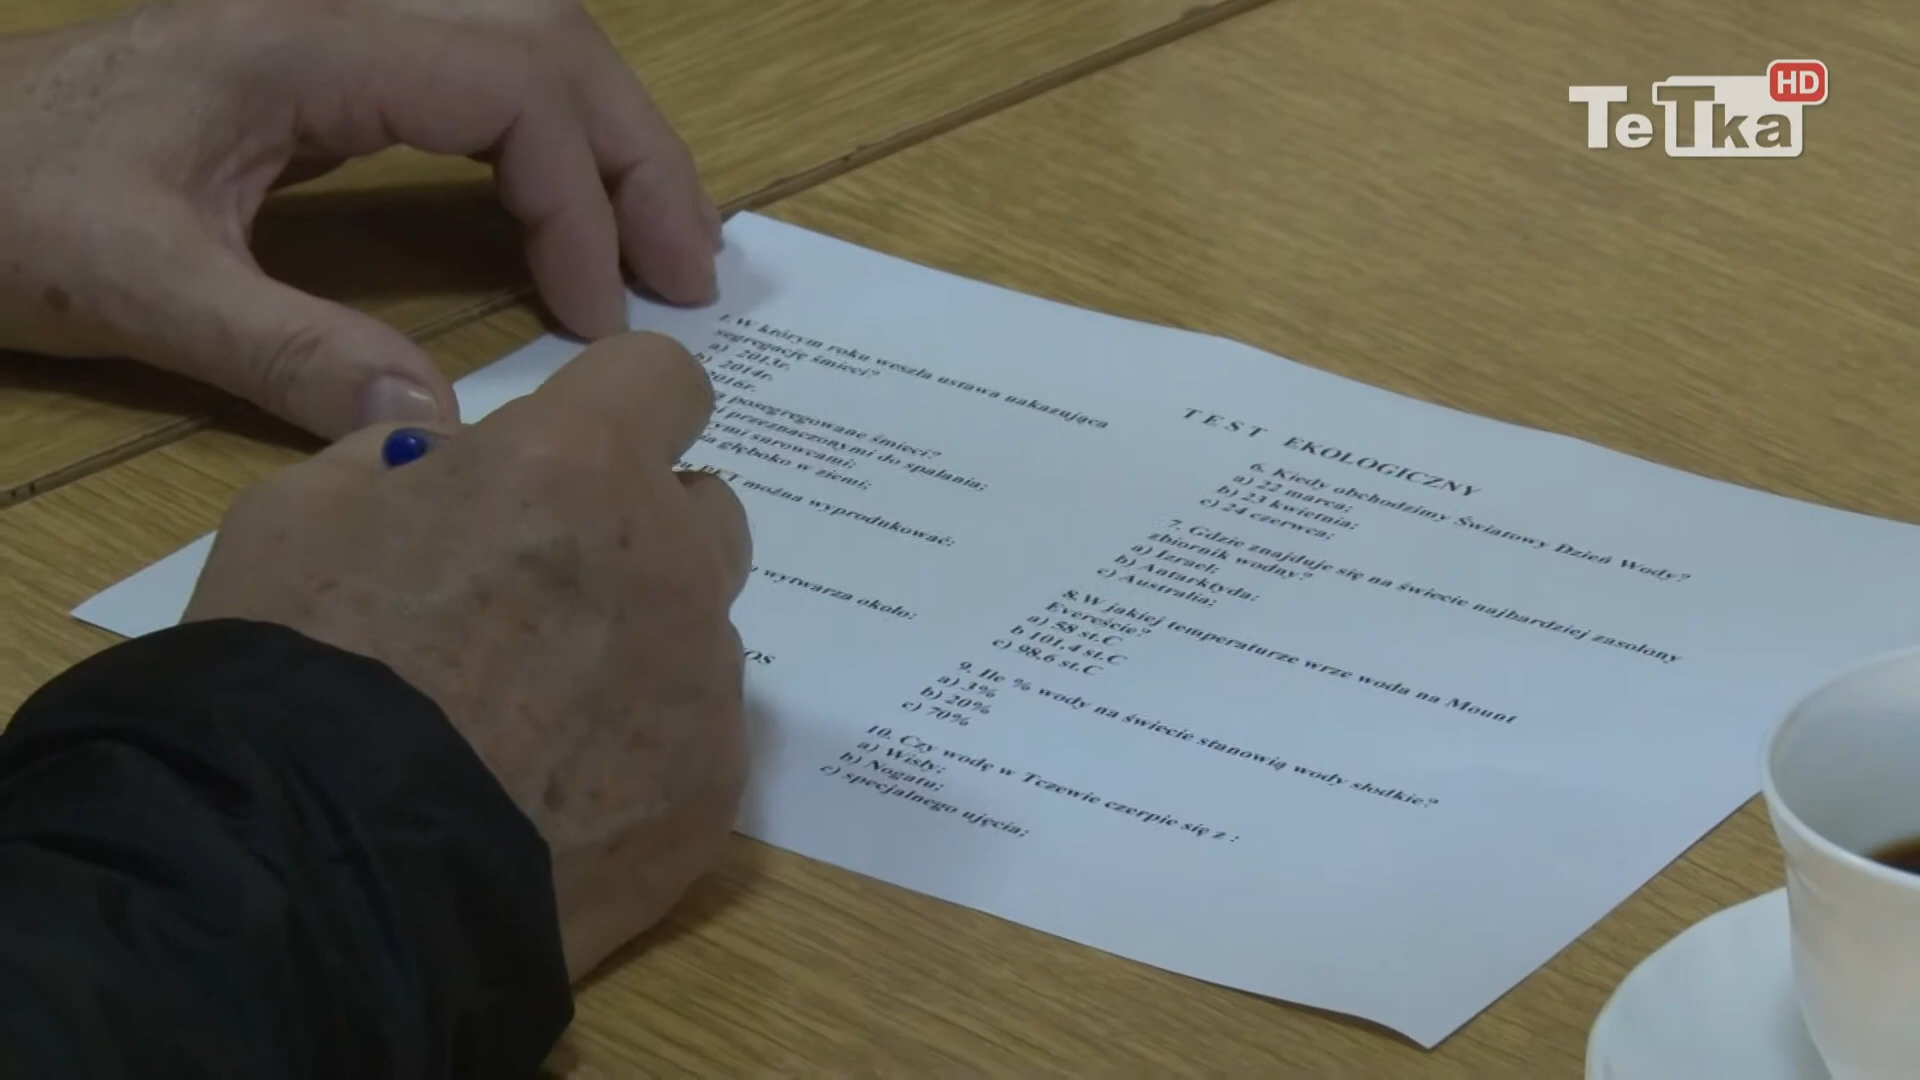 TeTka HD
1. W którym roku weszła ustawa nakazująca
segregację śmieci?
a) 2013r.
b) 2014r.
2016r.
posegregowane śmieci?
i przeznaczonymi do spalania;
surowcami;
głęboko w ziemi;
PET można wyprodukować:
wytwarza około:
TEST EKOLOGICZNY
6. Kiedy obchodzimy Światowy Dzień Wody?
a) 22 marca;
b) 23 kwietnia;
c) 24 czerwca;
7. Gdzie znajduje się na świecie najbardziej zasolony
zbiornik wodny?
a) Izrael;
b) Antarktyda;
c) Australia;
8.W jakiej temperaturze wrze woda na Mount
Evereście?
a) 58 st.C
b 101,4 st.C
c) 98,6 st.C
9. Ile % wody na świecie stanowią wody słodkie?
a) 3%
b) 20%
c) 70%
10. Czy wodę w Tczewie czerpie się z :
a) Wisły;
b) Nogatu;
c) specjalnego ujęcia;